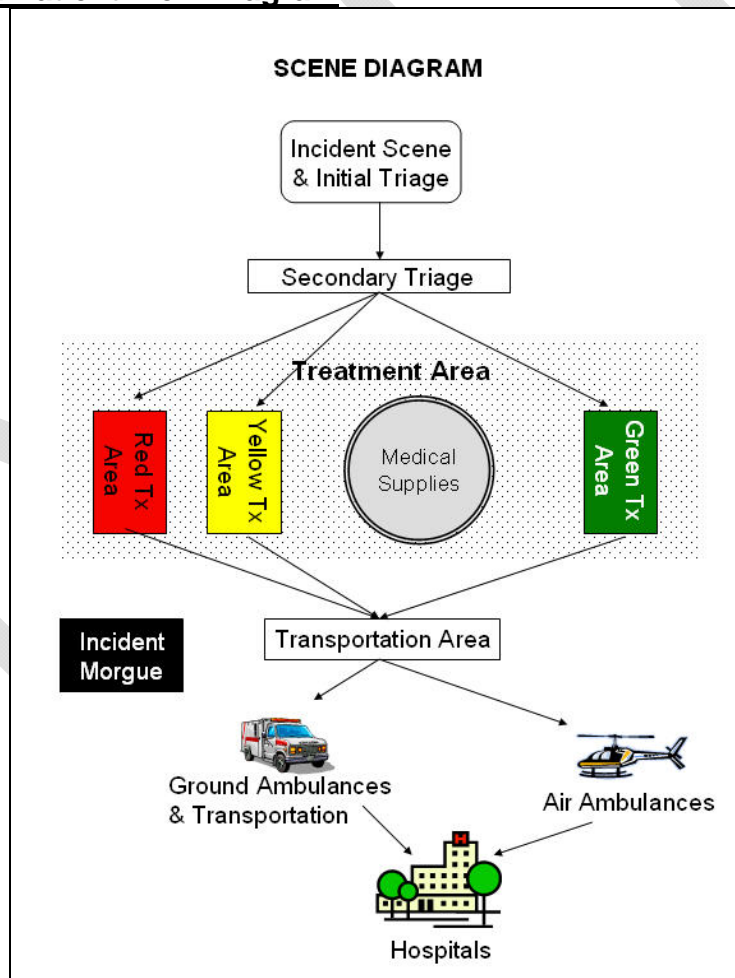 SCENE DIAGRAM
Incident Scene
& Initial Triage
Secondary Triage
Treatment Area
Red Tx
Area
Yellow Tx
Area
Medical
Supplies
Green Tx
Area
Incident
Morgue
Transportation Area
Ground Ambulances
& Transportation
Air Ambulances
H
Hospitals